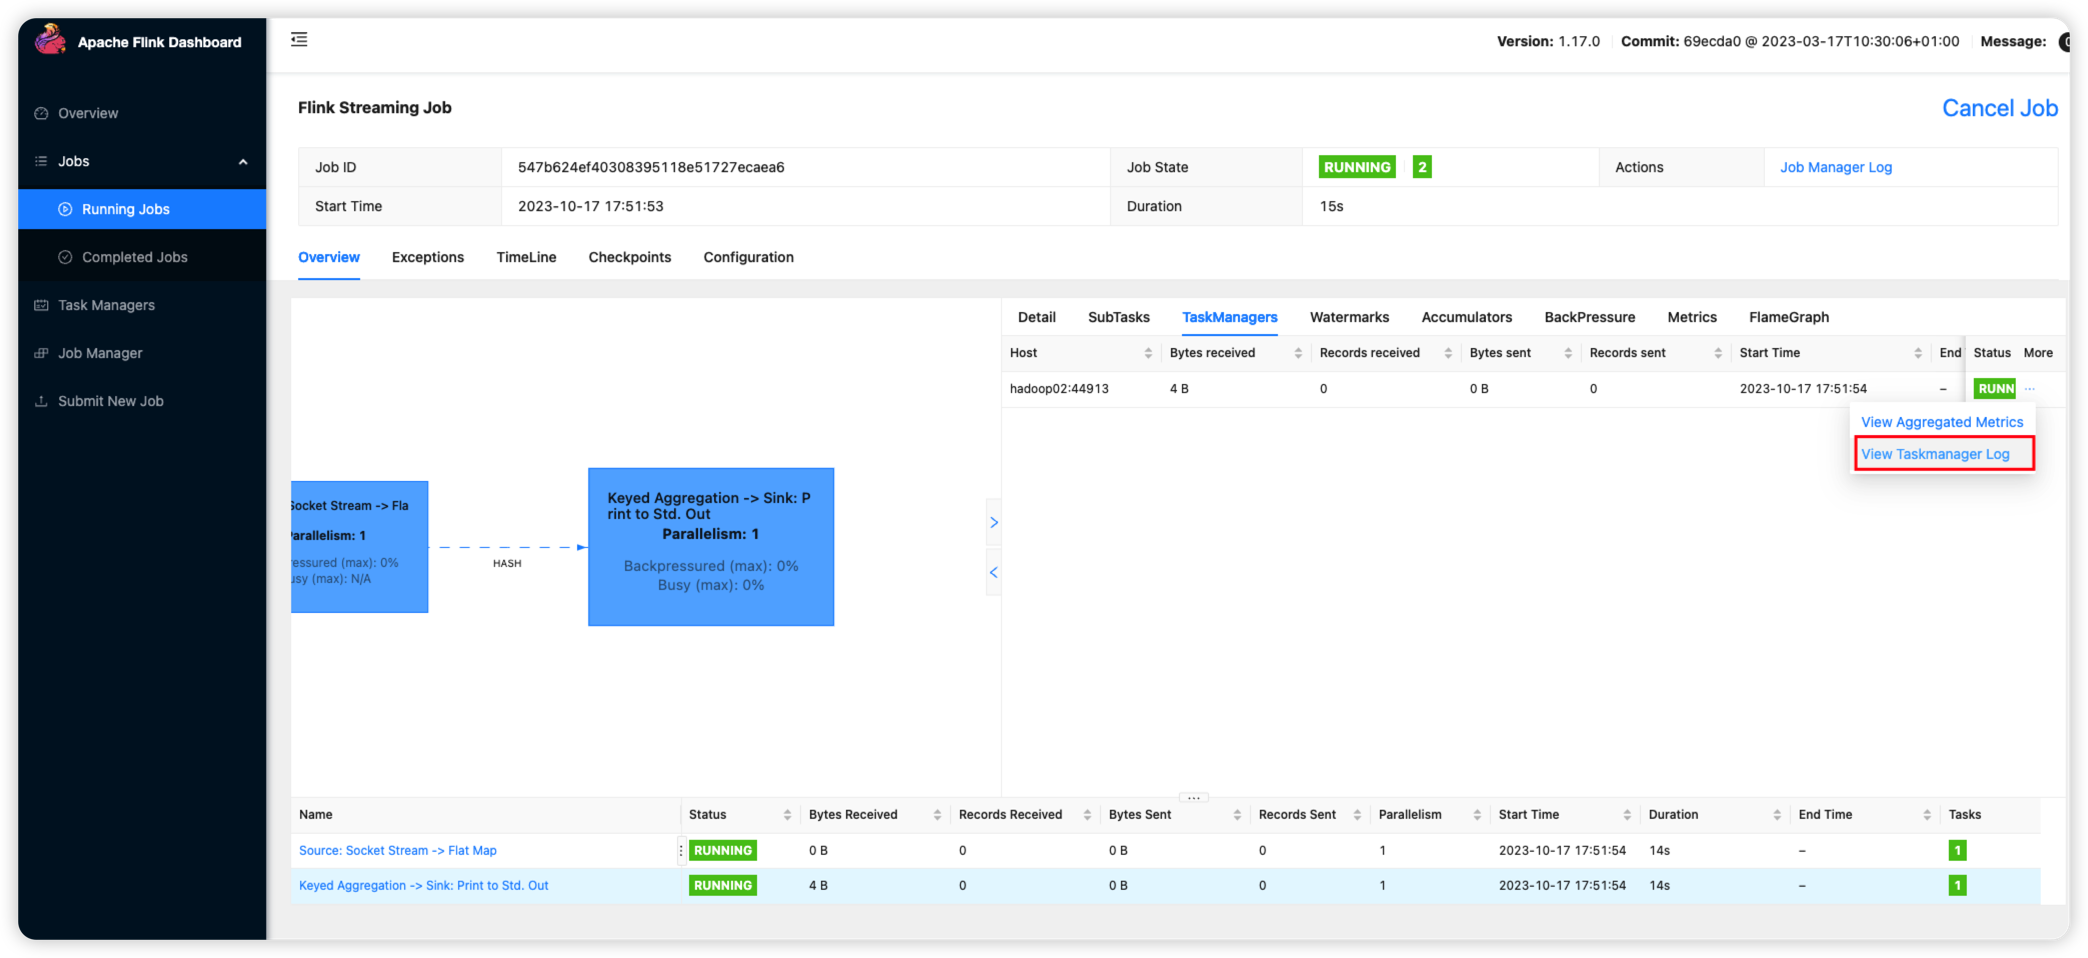 Apache Flink Dashboard
Version: 1.17.0 Commit: 69ecda0 @ 2023-03-17T10:30:06+01:00 Message:
Overview
Jobs
Running Jobs
Completed Jobs
Task Managers
Job Manager
Submit New Job
Flink Streaming Job
Cancel Job
Job ID 547b624ef40308395118e51727ecaea6 Job State RUNNING 2 Actions Job Manager Log
Start Time 2023-10-17 17:51:53 Duration 15s
Overview Exceptions TimeLine Checkpoints Configuration
Detail SubTasks TaskManagers Watermarks Accumulators BackPressure Metrics FlameGraph
Host Bytes received Records received Bytes sent Records sent Start Time End Status More
hadoop02:44913 4 B 0 0 B 0 2023-10-17 17:51:54 – RUNN ...
View Aggregated Metrics
View Taskmanager Log
Socket Stream -> Fla
Parallelism: 1
essured (max): 0%
usy (max): N/A
HASH
Keyed Aggregation -> Sink: P
rint to Std. Out
Parallelism: 1
Backpressured (max): 0%
Busy (max): 0%
Name Status Bytes Received Records Received Bytes Sent Records Sent Parallelism Start Time Duration End Time Tasks
Source: Socket Stream -> Flat Map RUNNING 0 B 0 0 B 0 1 2023-10-17 17:51:54 14s – 1
Keyed Aggregation -> Sink: Print to Std. Out RUNNING 4 B 0 0 B 0 1 2023-10-17 17:51:54 14s – 1